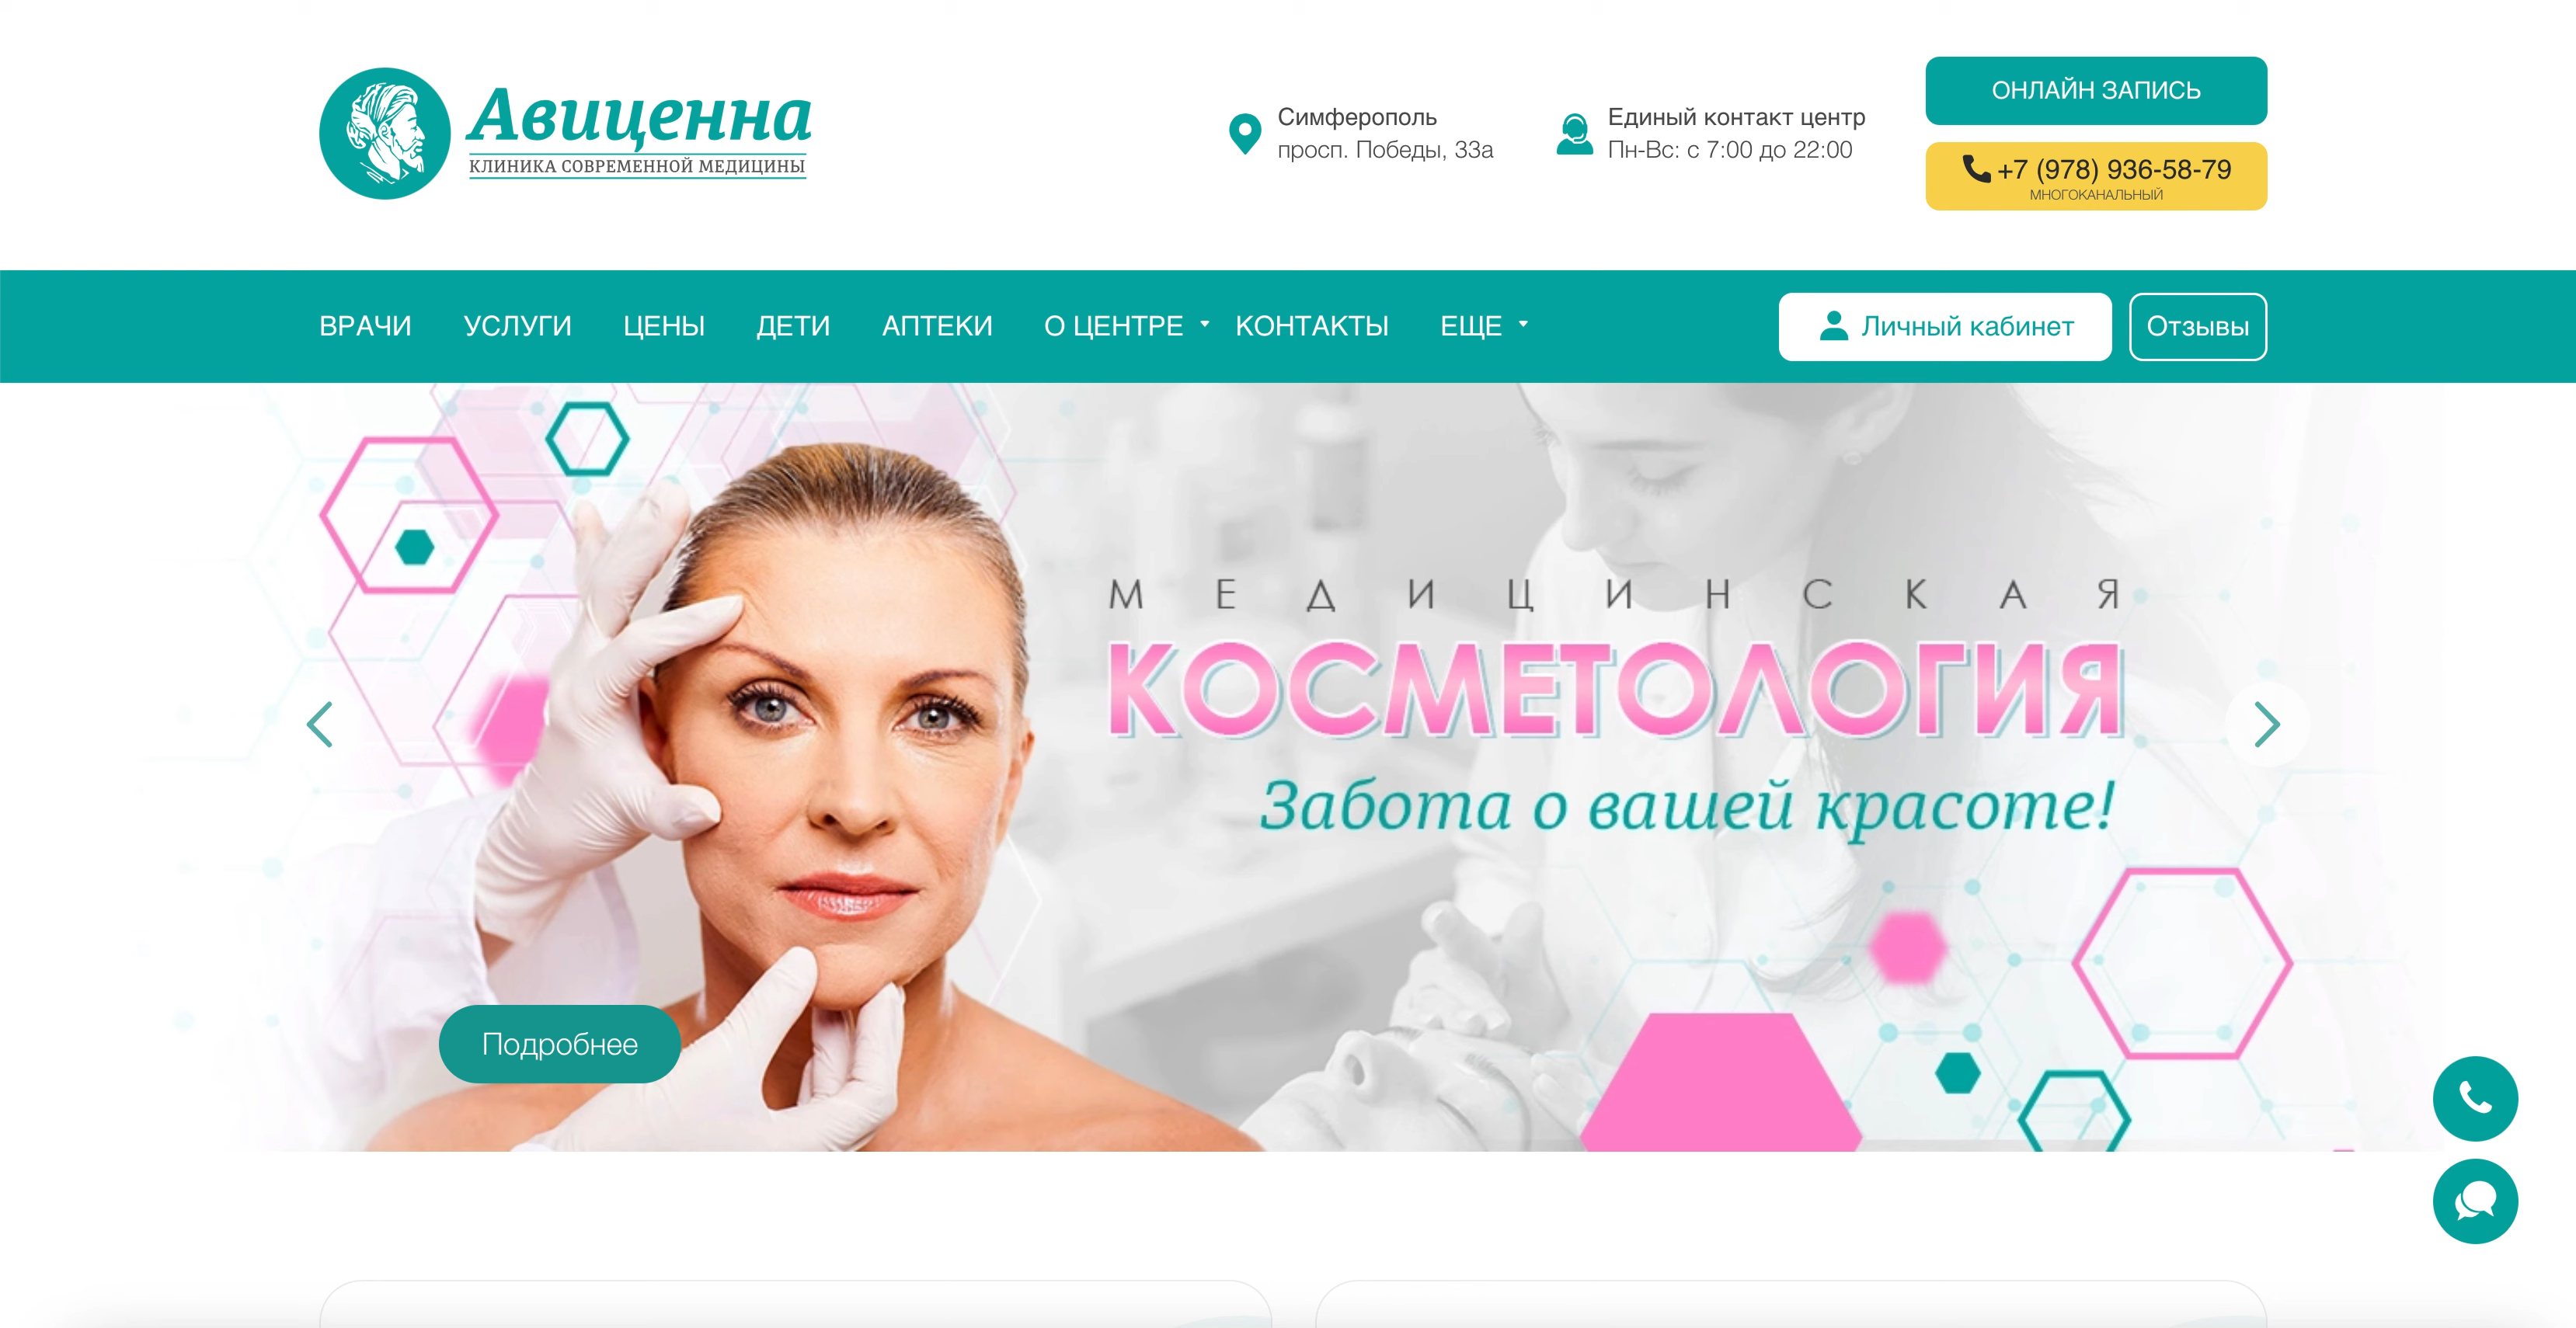 Авиценна
КЛИНИКА СОВРЕМЕННОЙ МЕДИЦИНЫ
Симферополь
просп. Победы, 33а
Единый контакт центр
Пн-Вс: с 7:00 до 22:00
ОНЛАЙН ЗАПИСЬ
+7 (978) 936-58-79
МНОГОКАНАЛЬНЫЙ
ВРАЧИ УСЛУГИ ЦЕНЫ ДЕТИ АПТЕКИ О ЦЕНТРЕ КОНТАКТЫ ЕЩЕ Личный кабинет Отзывы
МЕДИЦИНСКАЯ
КОСМЕТОЛОГИЯ
Забота о вашей красоте!
Подробнее